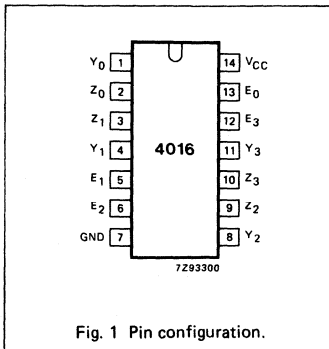 Y0 1 14 VCC
Z0 2 13 E0
Z1 3 12 E3
Y1 4 4016 11 Y3
E1 5 10 Z3
E2 6 9 Z2
GND 7 8 Y2
7Z93300
Fig. 1 Pin configuration.